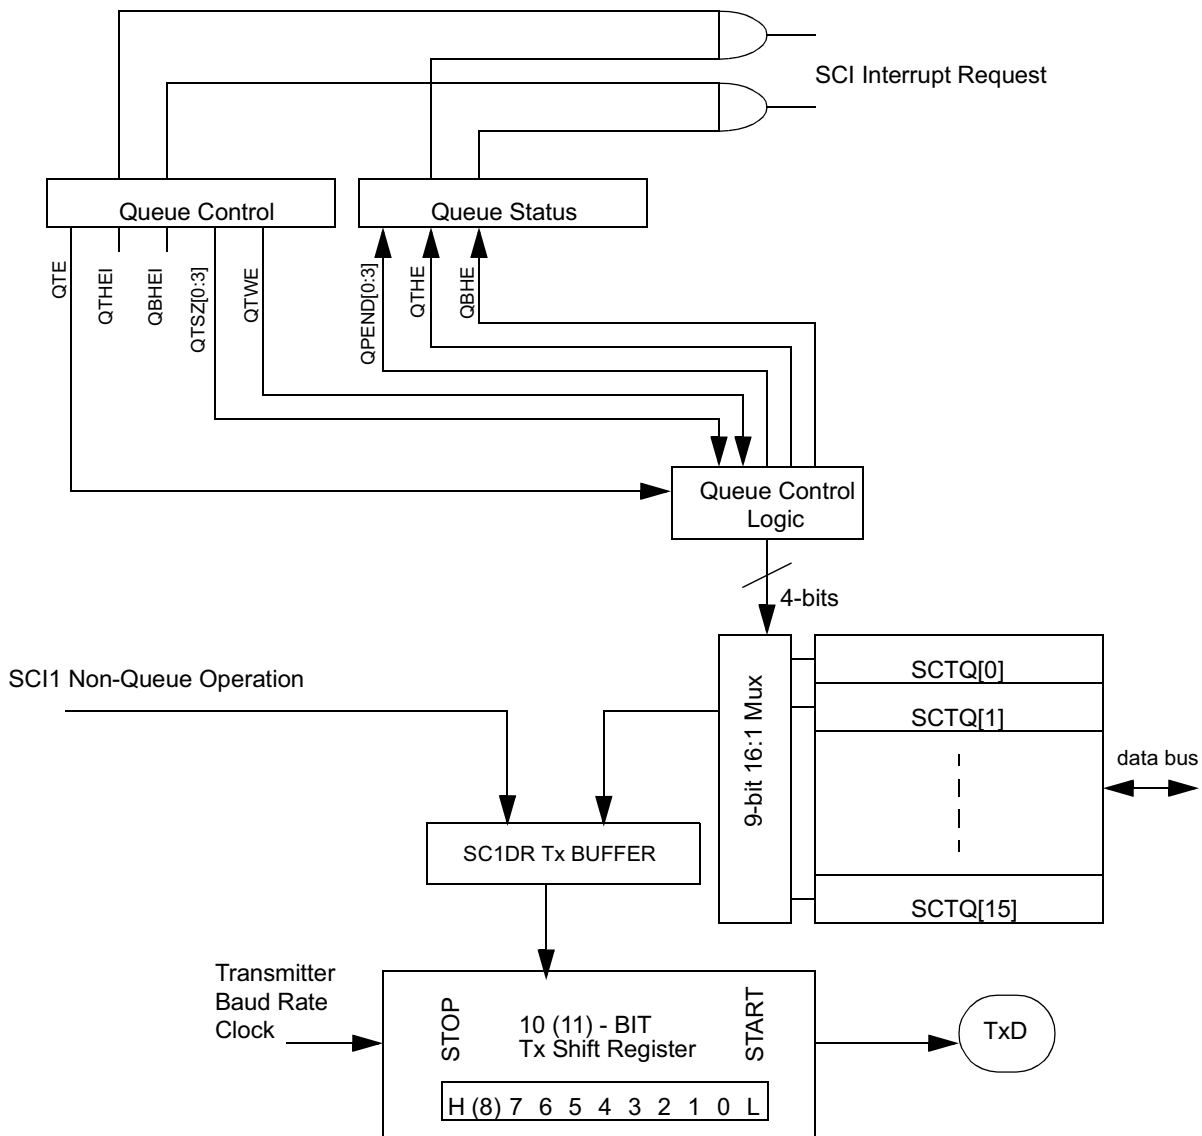 SCI Interrupt Request
Queue Control
Queue Status
QTE
QTHEI
QBHEI
QTSZ[0:3]
QTWE
QPEND[0:3]
QTHE
QBHE
Queue Control
Logic
4-bits
SCI1 Non-Queue Operation
9-bit 16:1 Mux
SCTQ[0]
SCTQ[1]
data bus
SC1DR Tx BUFFER
SCTQ[15]
Transmitter
Baud Rate
Clock
STOP
10 (11) - BIT
Tx Shift Register
START
TxD
H (8) 7 6 5 4 3 2 1 0 L